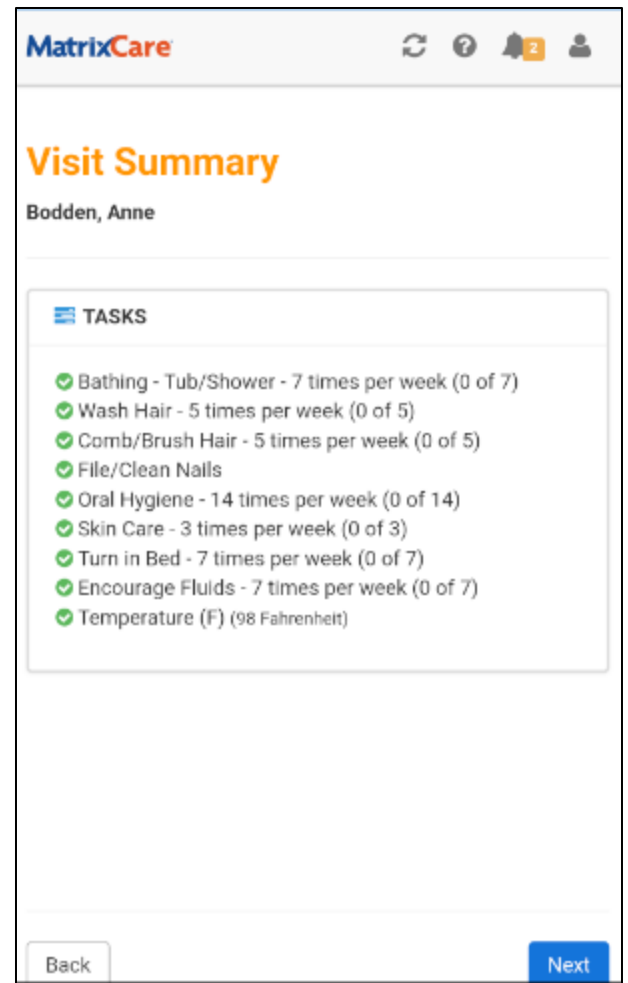 MatrixCare
2
Visit Summary
Bodden, Anne
TASKS
Bathing - Tub/Shower - 7 times per week (0 of 7)
Wash Hair - 5 times per week (0 of 5)
Comb/Brush Hair - 5 times per week (0 of 5)
File/Clean Nails
Oral Hygiene - 14 times per week (0 of 14)
Skin Care - 3 times per week (0 of 3)
Turn in Bed - 7 times per week (0 of 7)
Encourage Fluids - 7 times per week (0 of 7)
Temperature (F) (98 Fahrenheit)
Back Next